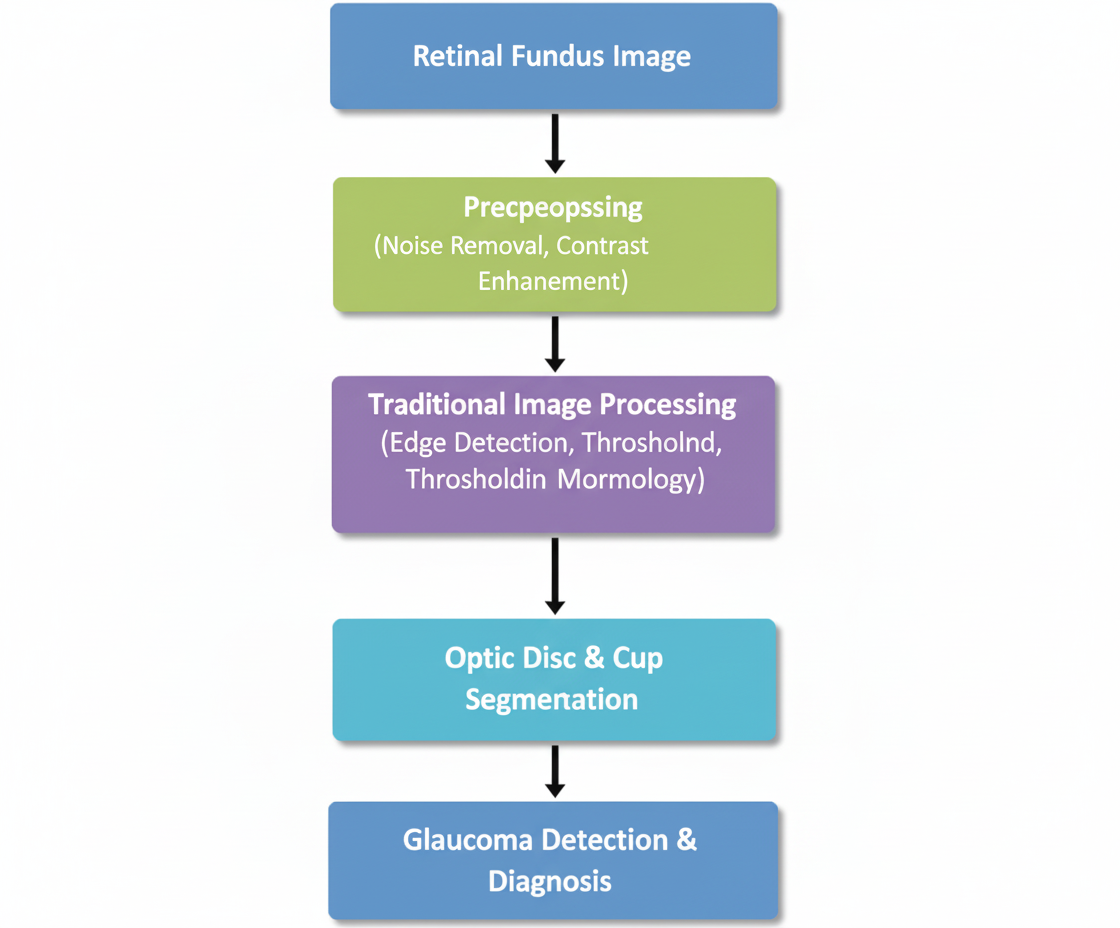 Retinal Fundus Image
Precpeopssing
(Noise Removal, Contrast
Enhanement)
Traditional Image Processing
(Edge Detection, Throsholnd,
Throsholdin Mormology)
Optic Disc & Cup
Segmentation
Glaucoma Detection &
Diagnosis